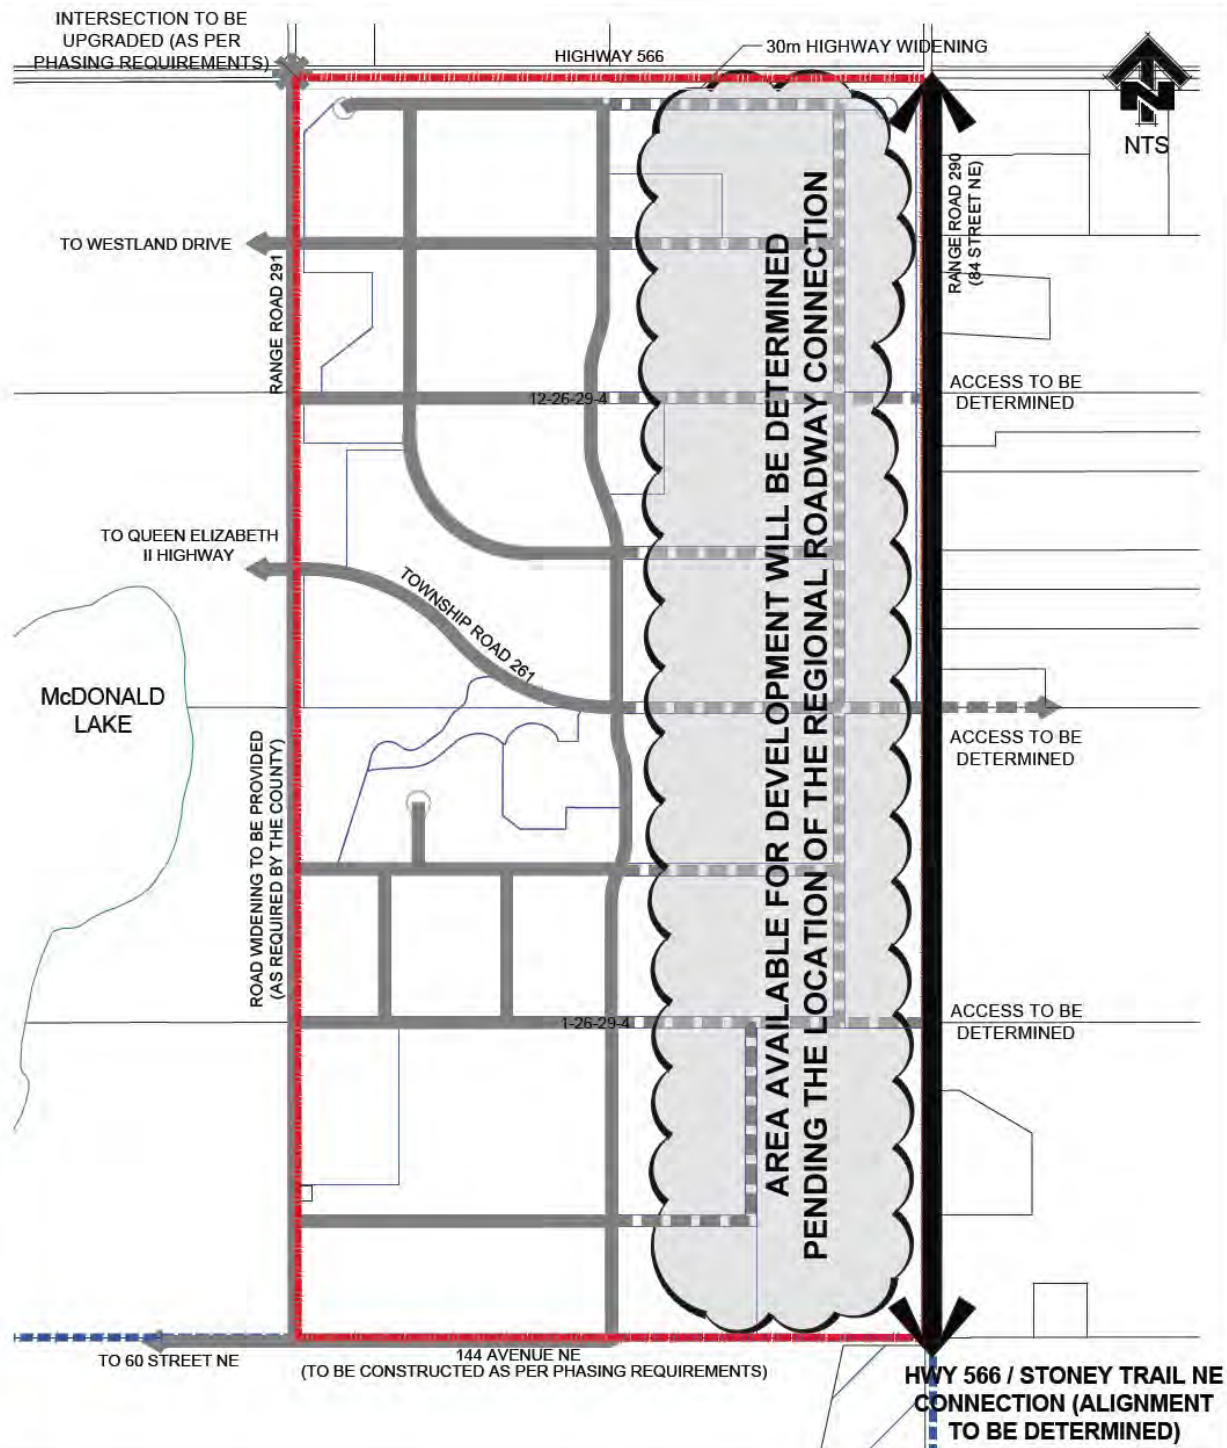 INTERSECTION TO BE
UPGRADED (AS PER
PHASING REQUIREMENTS)
HIGHWAY 566
30m HIGHWAY WIDENING
N
NTS
RANGE ROAD 290
(84 STREET NE)
TO WESTLAND DRIVE
RANGE ROAD 291
12-26-29-4
ACCESS TO BE
DETERMINED
TO QUEEN ELIZABETH
II HIGHWAY
TOWNSHIP ROAD 261
McDONALD
LAKE
AREA AVAILABLE FOR DEVELOPMENT WILL BE DETERMINED
PENDING THE LOCATION OF THE REGIONAL ROADWAY CONNECTION
ACCESS TO BE
DETERMINED
ROAD WIDENING TO BE PROVIDED
(AS REQUIRED BY THE COUNTY)
1-26-29-4
ACCESS TO BE
DETERMINED
TO 60 STREET NE
144 AVENUE NE
(TO BE CONSTRUCTED AS PER PHASING REQUIREMENTS)
HWY 566 / STONEY TRAIL NE
CONNECTION (ALIGNMENT
TO BE DETERMINED)